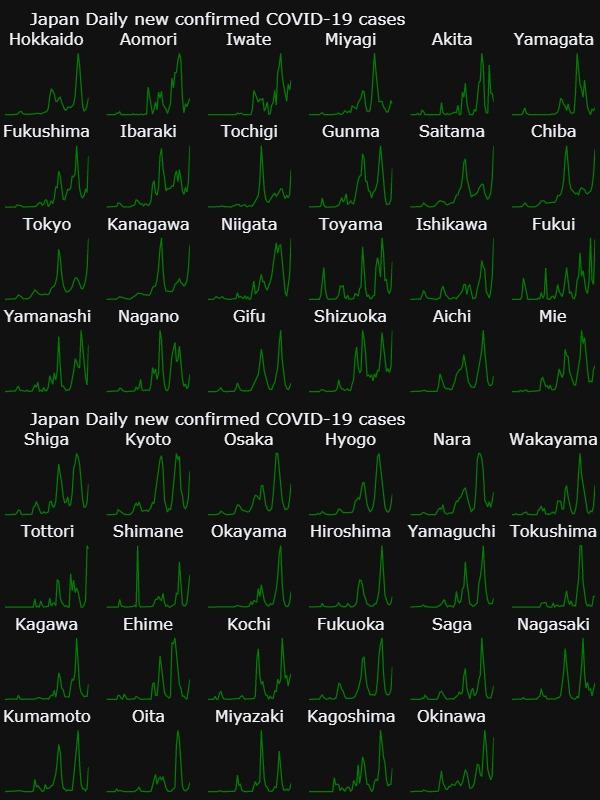 Japan Daily new confirmed COVID-19 cases
Hokkaido Aomori Iwate Miyagi Akita Yamagata
Fukushima Ibaraki Tochigi Gunma Saitama Chiba
Tokyo Kanagawa Niigata Toyama Ishikawa Fukui
Yamanashi Nagano Gifu Shizuoka Aichi Mie
Japan Daily new confirmed COVID-19 cases
Shiga Kyoto Osaka Hyogo Nara Wakayama
Tottori Shimane Okayama Hiroshima Yamaguchi Tokushima
Kagawa Ehime Kochi Fukuoka Saga Nagasaki
Kumamoto Oita Miyazaki Kagoshima Okinawa